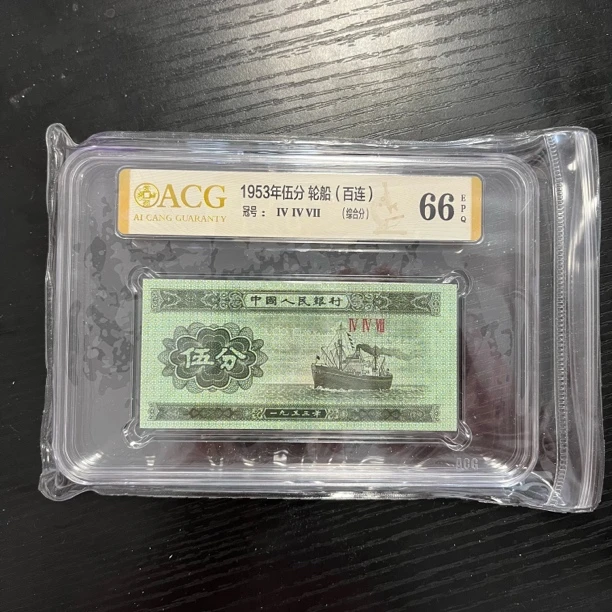 ACG
AI CANG GUARANTY
1953年伍分 轮船（百连）
冠号： IV IV VII （综合分）
66 EPQ
中國人民銀行
IV IV VII
伍分
一九五三年